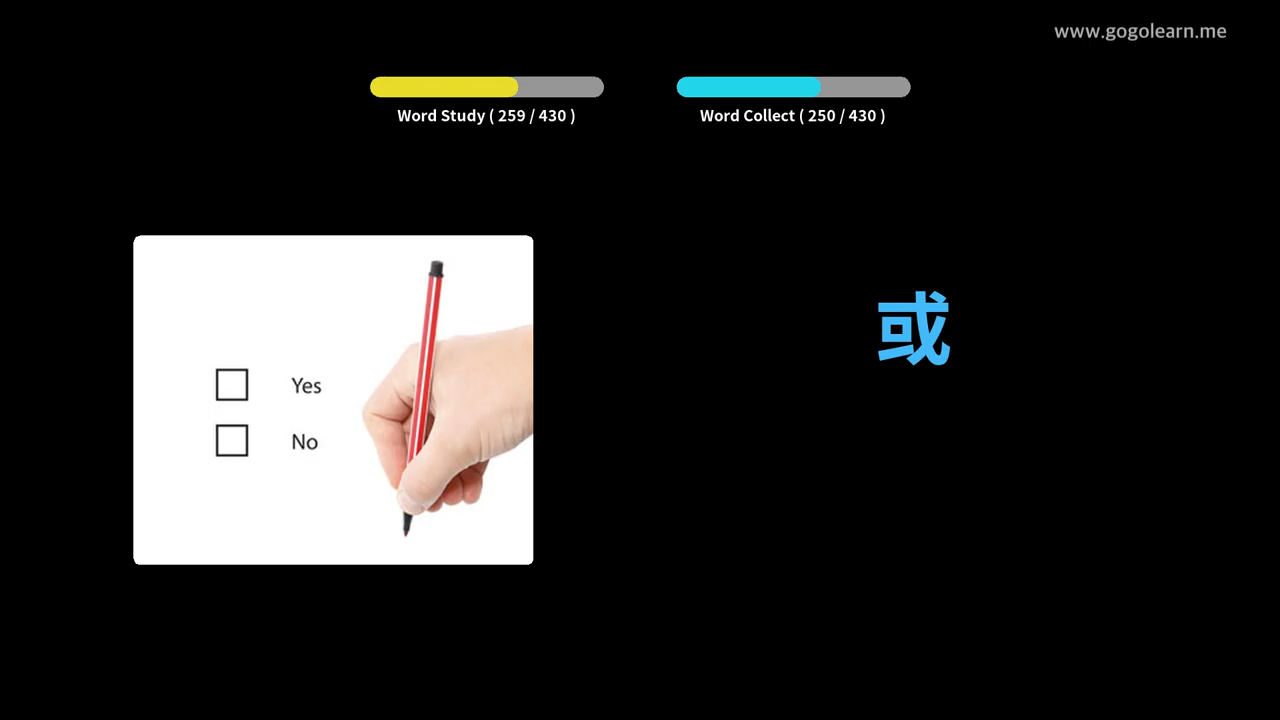 www.gogolearn.me
Word Study ( 259 / 430 )
Word Collect ( 250 / 430 )
或
Yes
No